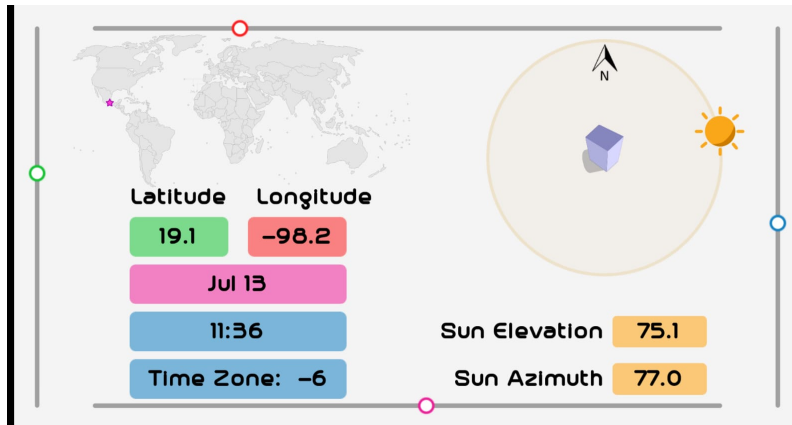 N
Latitude Longitude
19.1 -98.2
Jul 13
11:36
Time Zone: -6
Sun Elevation 75.1
Sun Azimuth 77.0